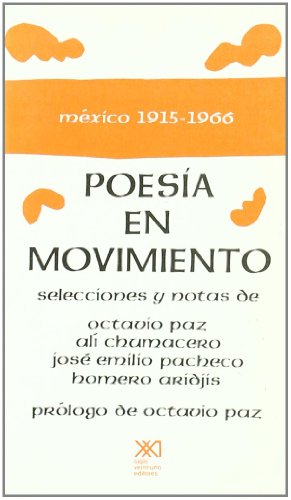 méxico 1915-1966
POESÍA
EN
MOVIMIENTO
selecciones y notas de
octavio paz
alí chumacero
josé emilio pacheco
homero aridjis
prólogo de octavio paz
siglo
veintiuno
editores